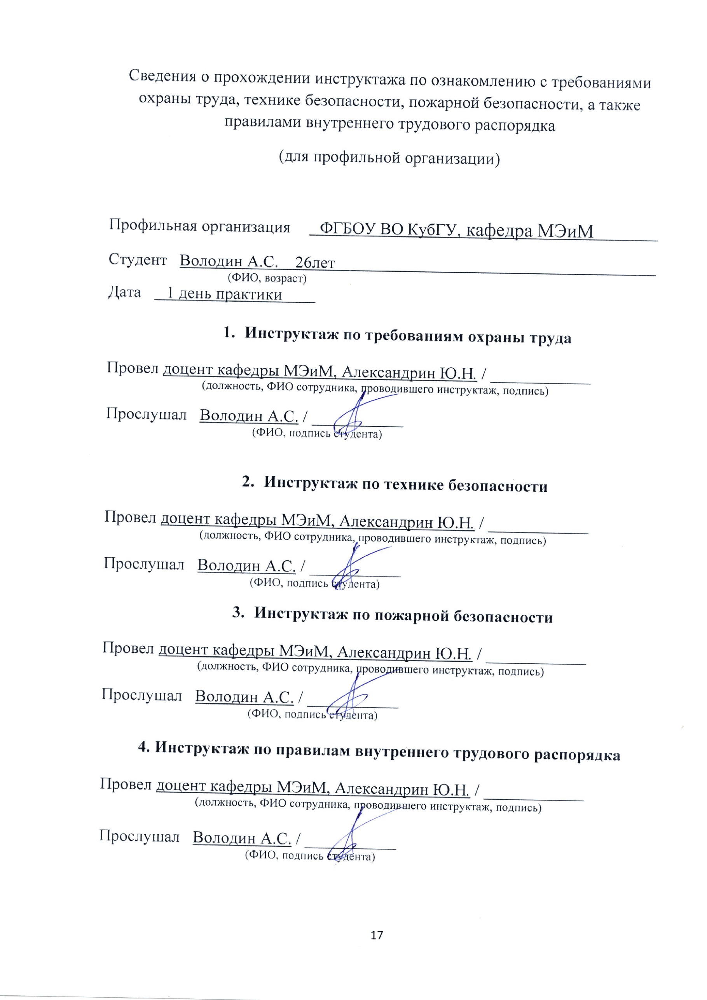 Сведения о прохождении инструктажа по ознакомлению с требованиями
охраны труда, технике безопасности, пожарной безопасности, а также
правилами внутреннего трудового распорядка
(для профильной организации)
Профильная организация ФГБОУ ВО КубГУ, кафедра МЭиМ
Студент Володин А.С. 26лет
(ФИО, возраст)
Дата 1 день практики
1. Инструктаж по требованиям охраны труда
Провел доцент кафедры МЭиМ, Александрин Ю.Н. /
(должность, ФИО сотрудника, проводившего инструктаж, подпись)
Прослушал Володин А.С. /
(ФИО, подпись студента)
2. Инструктаж по технике безопасности
Провел доцент кафедры МЭиМ, Александрин Ю.Н. /
(должность, ФИО сотрудника, проводившего инструктаж, подпись)
Прослушал Володин А.С. /
(ФИО, подпись студента)
3. Инструктаж по пожарной безопасности
Провел доцент кафедры МЭиМ, Александрин Ю.Н. /
(должность, ФИО сотрудника, проводившего инструктаж, подпись)
Прослушал Володин А.С. /
(ФИО, подпись студента)
4. Инструктаж по правилам внутреннего трудового распорядка
Провел доцент кафедры МЭиМ, Александрин Ю.Н. /
(должность, ФИО сотрудника, проводившего инструктаж, подпись)
Прослушал Володин А.С. /
(ФИО, подпись студента)
17